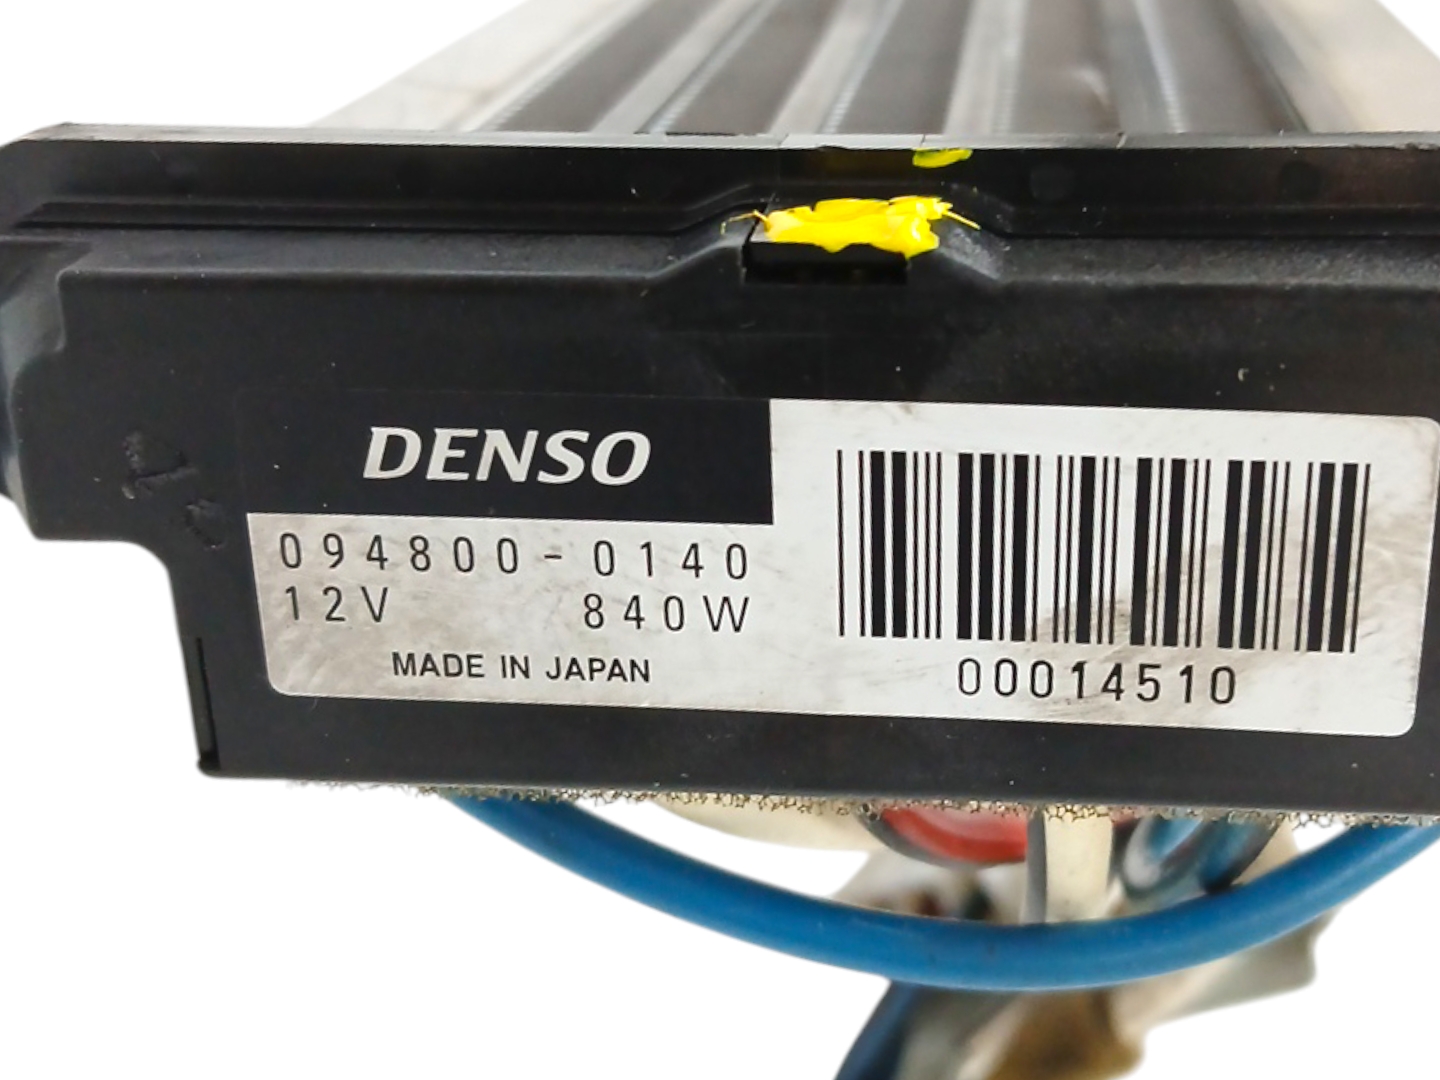 DENSO
094800-0140
12V 840W
MADE IN JAPAN
00014510